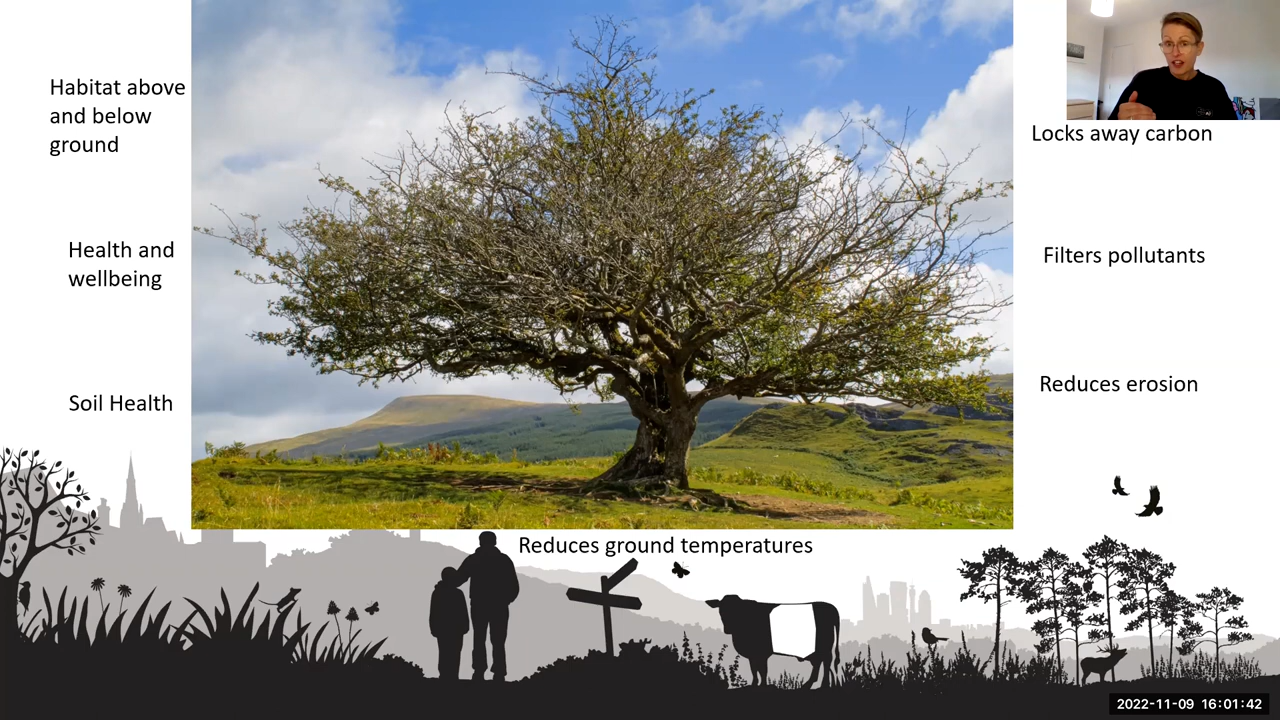 Habitat above
and below
ground
Health and
wellbeing
Soil Health
Locks away carbon
Filters pollutants
Reduces erosion
Reduces ground temperatures
2022-11-09 16:01:42